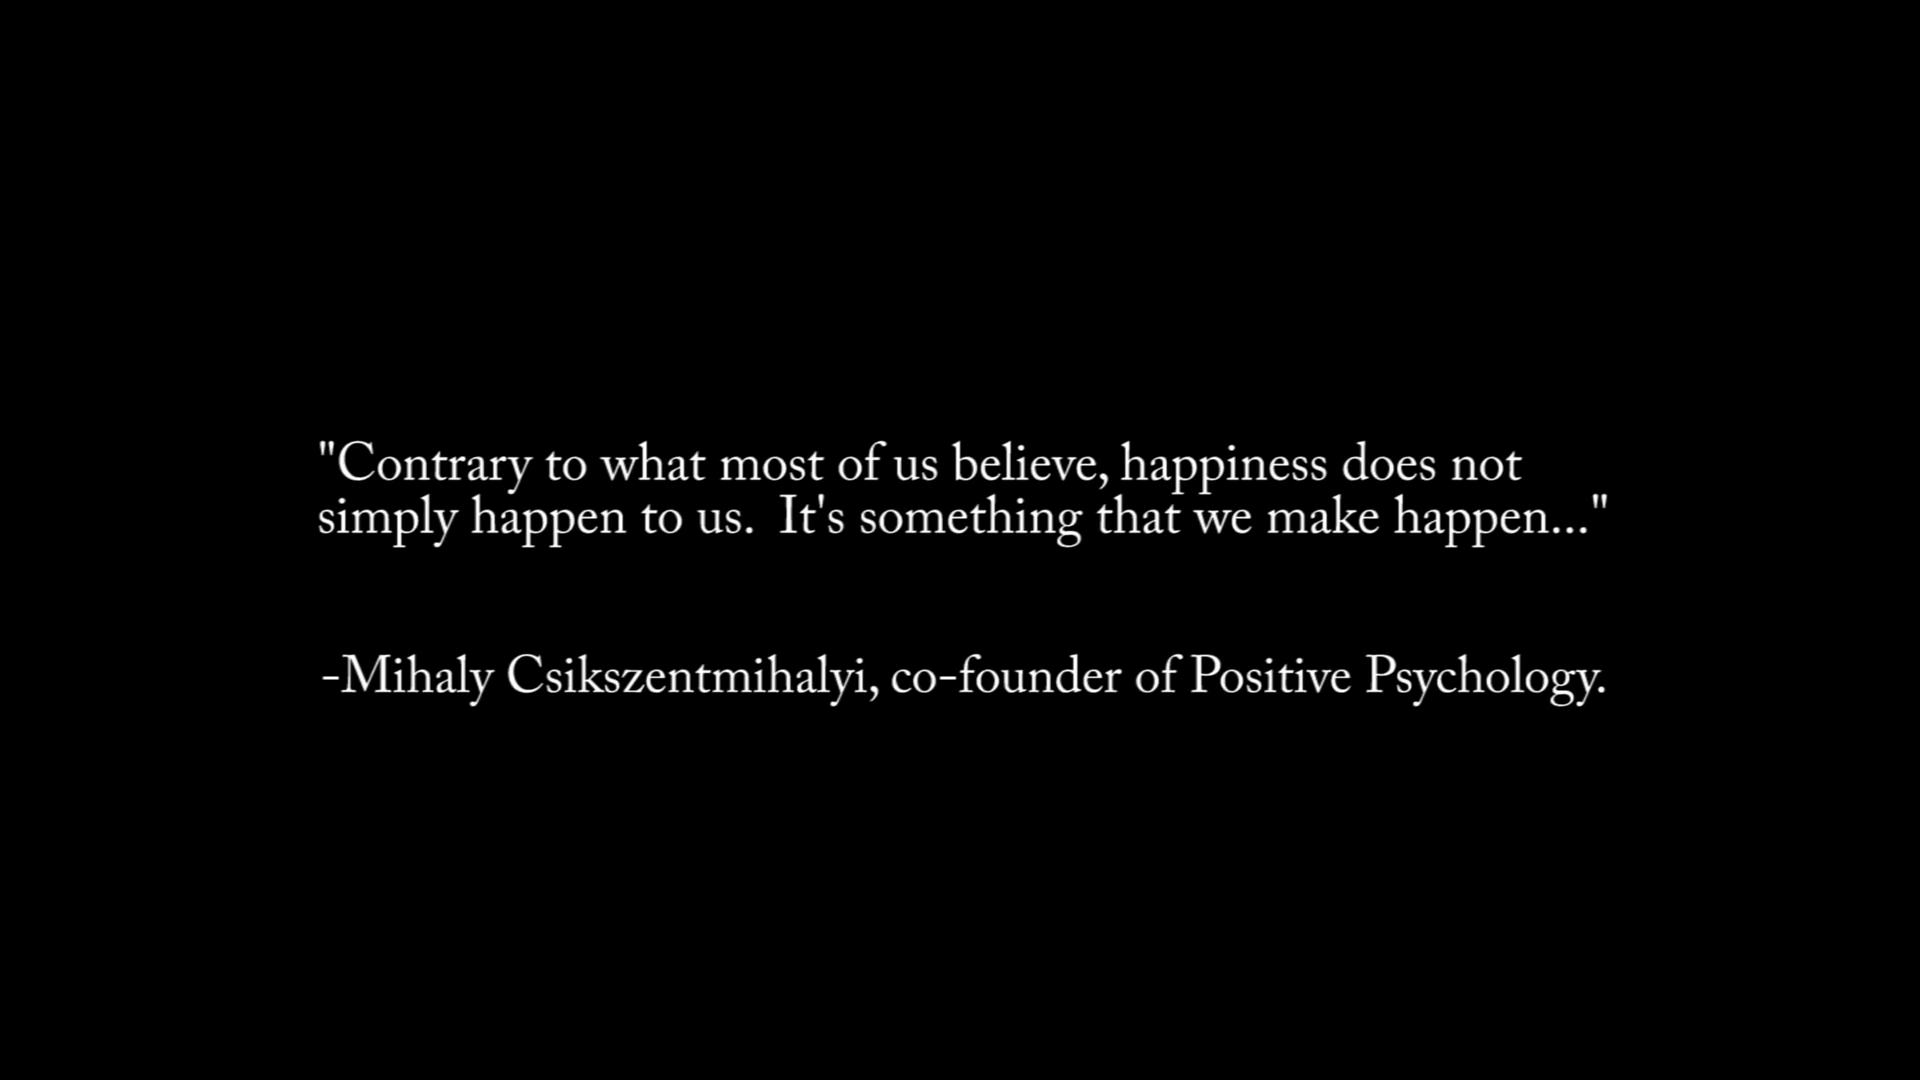 "Contrary to what most of us believe, happiness does not
simply happen to us.  It's something that we make happen..."
-Mihaly Csikszentmihalyi, co-founder of Positive Psychology.